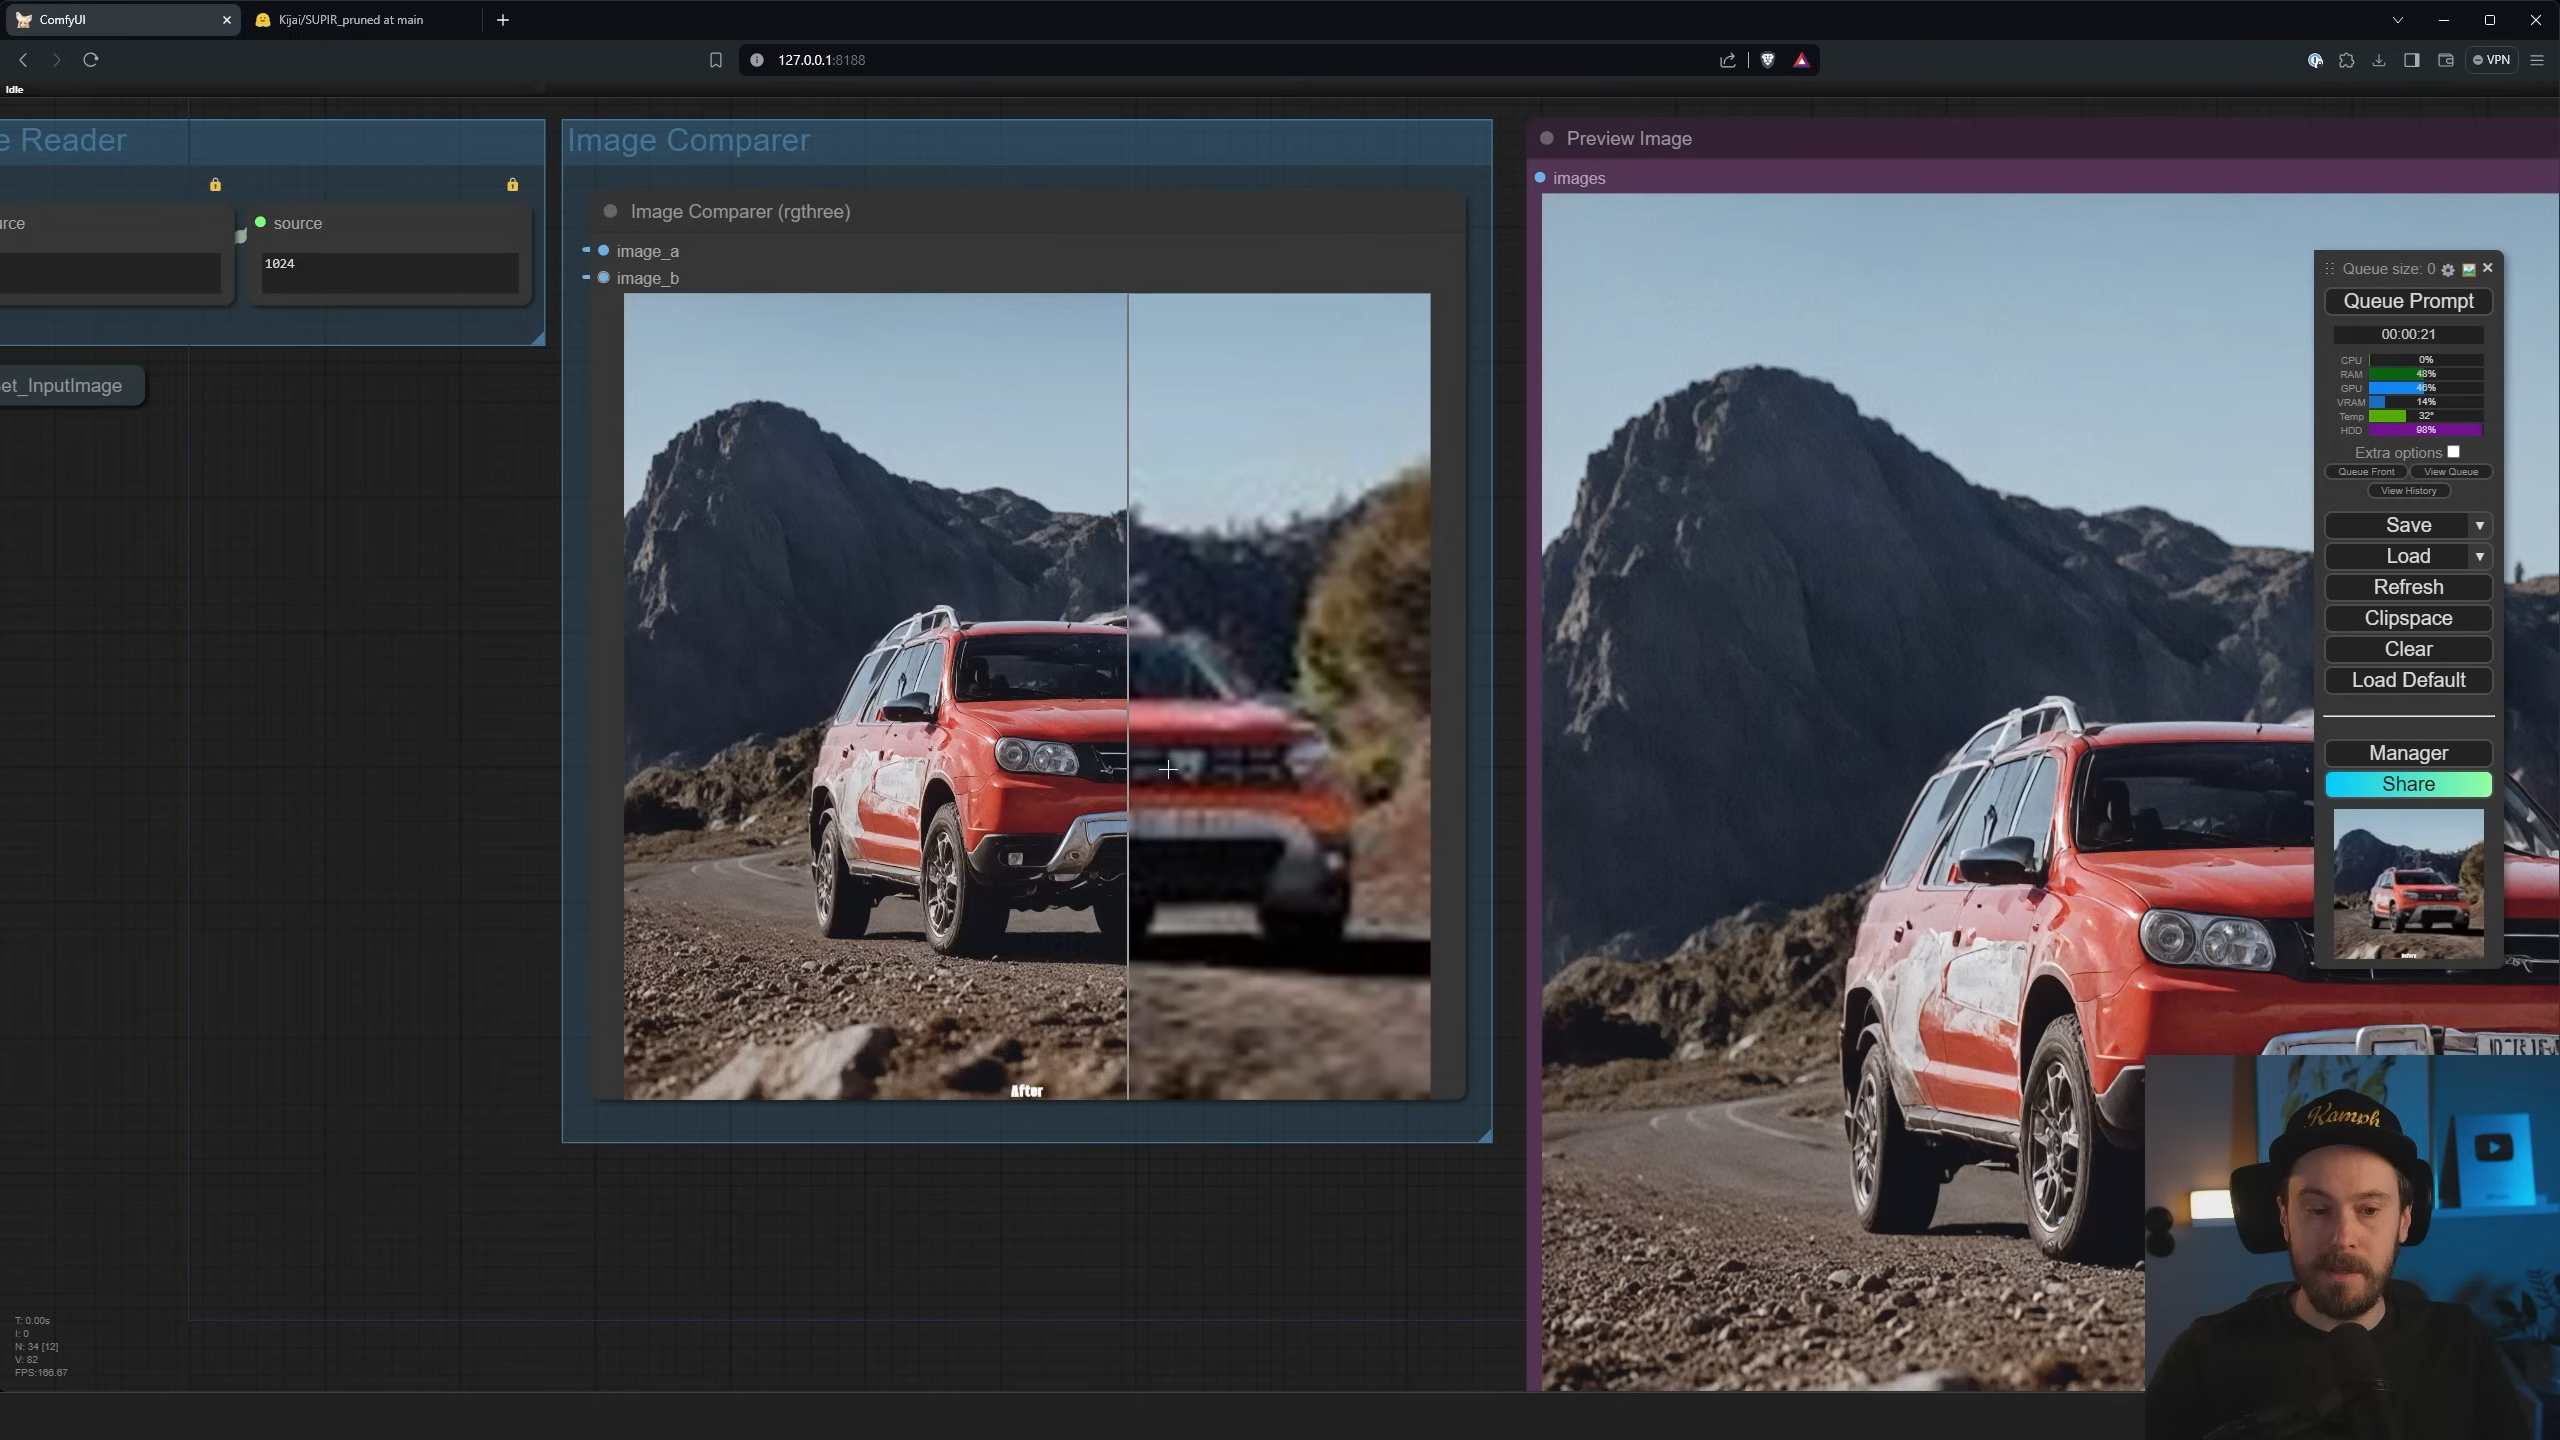 ComfyUI
Kijai/SUPIR_pruned at main
127.0.0.1:8188
VPN
Idle
e Reader
Image Comparer
Preview Image
images
rce
source
1024
Image Comparer (rgthree)
image_a
image_b
et_InputImage
After
Queue size: 0
Queue Prompt
00:00:21
CPU 0%
RAM 48%
GPU 46%
VRAM 14%
Temp 32°
HDD 98%
Extra options
Queue Front
View Queue
View History
Save
Load
Refresh
Clipspace
Clear
Load Default
Manager
Share
Kamph
T: 0.00s
I: 0
N: 34 [12]
V: 82
FPS:166.67